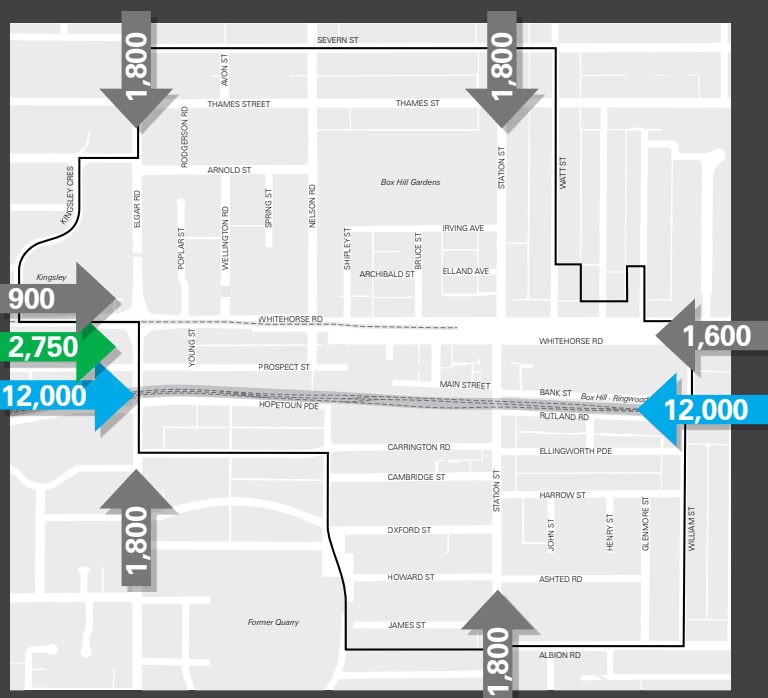 1,800
1,800
SEVERN ST
AVON ST
THAMES STREET
THAMES ST
RODGERSON RD
ARNOLD ST
Box Hill Gardens
STATION ST
WATT ST
KINGSLEY CRES
ELGAR RD
POPLAR ST
WELLINGTON RD
SPRING ST
NELSON RD
SHIPLEY ST
BRUCE ST
IRVING AVE
ARCHIBALD ST
ELLAND AVE
Kingsley
900
WHITEHORSE RD
1,600
WHITEHORSE RD
2,750
YOUNG ST
PROSPECT ST
MAIN STREET
12,000
BANK ST
Box Hill - Ringwood
12,000
HOPETOUN PDE
RUTLAND RD
CARRINGTON RD
ELLINGWORTH PDE
CAMBRIDGE ST
STATION ST
HARROW ST
1,800
OXFORD ST
JOHN ST
HENRY ST
GLENMORE ST
WILLIAM ST
HOWARD ST
ASHTED RD
Former Quarry
JAMES ST
1,800
ALBION RD